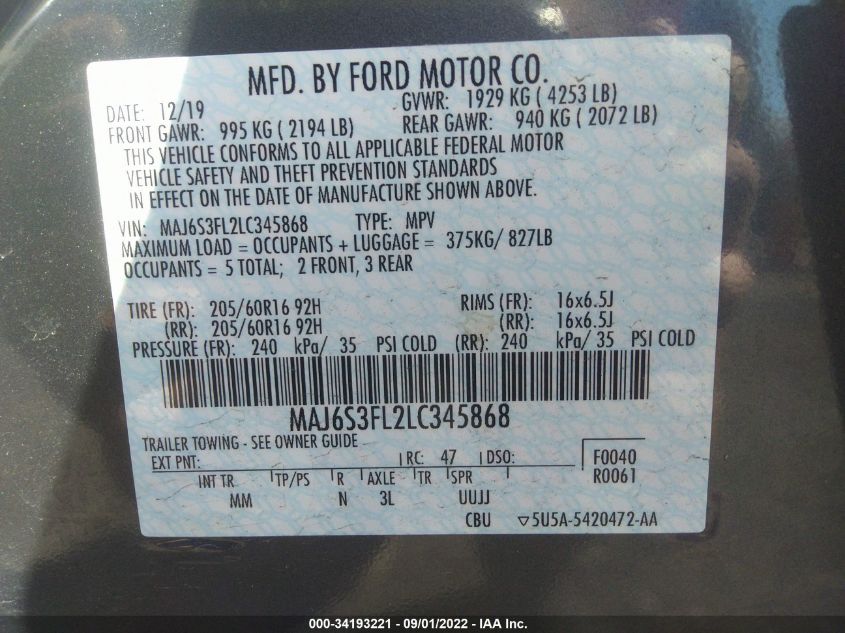 MFD. BY FORD MOTOR CO.
DATE: 12/19 GVWR: 1929 KG ( 4253 LB)
FRONT GAWR: 995 KG ( 2194 LB) REAR GAWR: 940 KG ( 2072 LB)
THIS VEHICLE CONFORMS TO ALL APPLICABLE FEDERAL MOTOR
VEHICLE SAFETY AND THEFT PREVENTION STANDARDS
IN EFFECT ON THE DATE OF MANUFACTURE SHOWN ABOVE.
VIN: MAJ6S3FL2LC345868 TYPE: MPV
MAXIMUM LOAD = OCCUPANTS + LUGGAGE = 375KG/ 827LB
OCCUPANTS = 5 TOTAL; 2 FRONT, 3 REAR
TIRE (FR): 205/60R16 92H RIMS (FR): 16x6.5J
(RR): 205/60R16 92H (RR): 16x6.5J
PRESSURE (FR): 240 kPa/ 35 PSI COLD (RR): 240 kPa/ 35 PSI COLD
MAJ6S3FL2LC345868
TRAILER TOWING - SEE OWNER GUIDE
EXT PNT: RC: 47 DSO: F0040
R0061
INT TR TP/PS R AXLE TR SPR
MM N 3L UUJJ
CBU 5U5A-5420472-AA
000-34193221 - 09/01/2022 - IAA Inc.